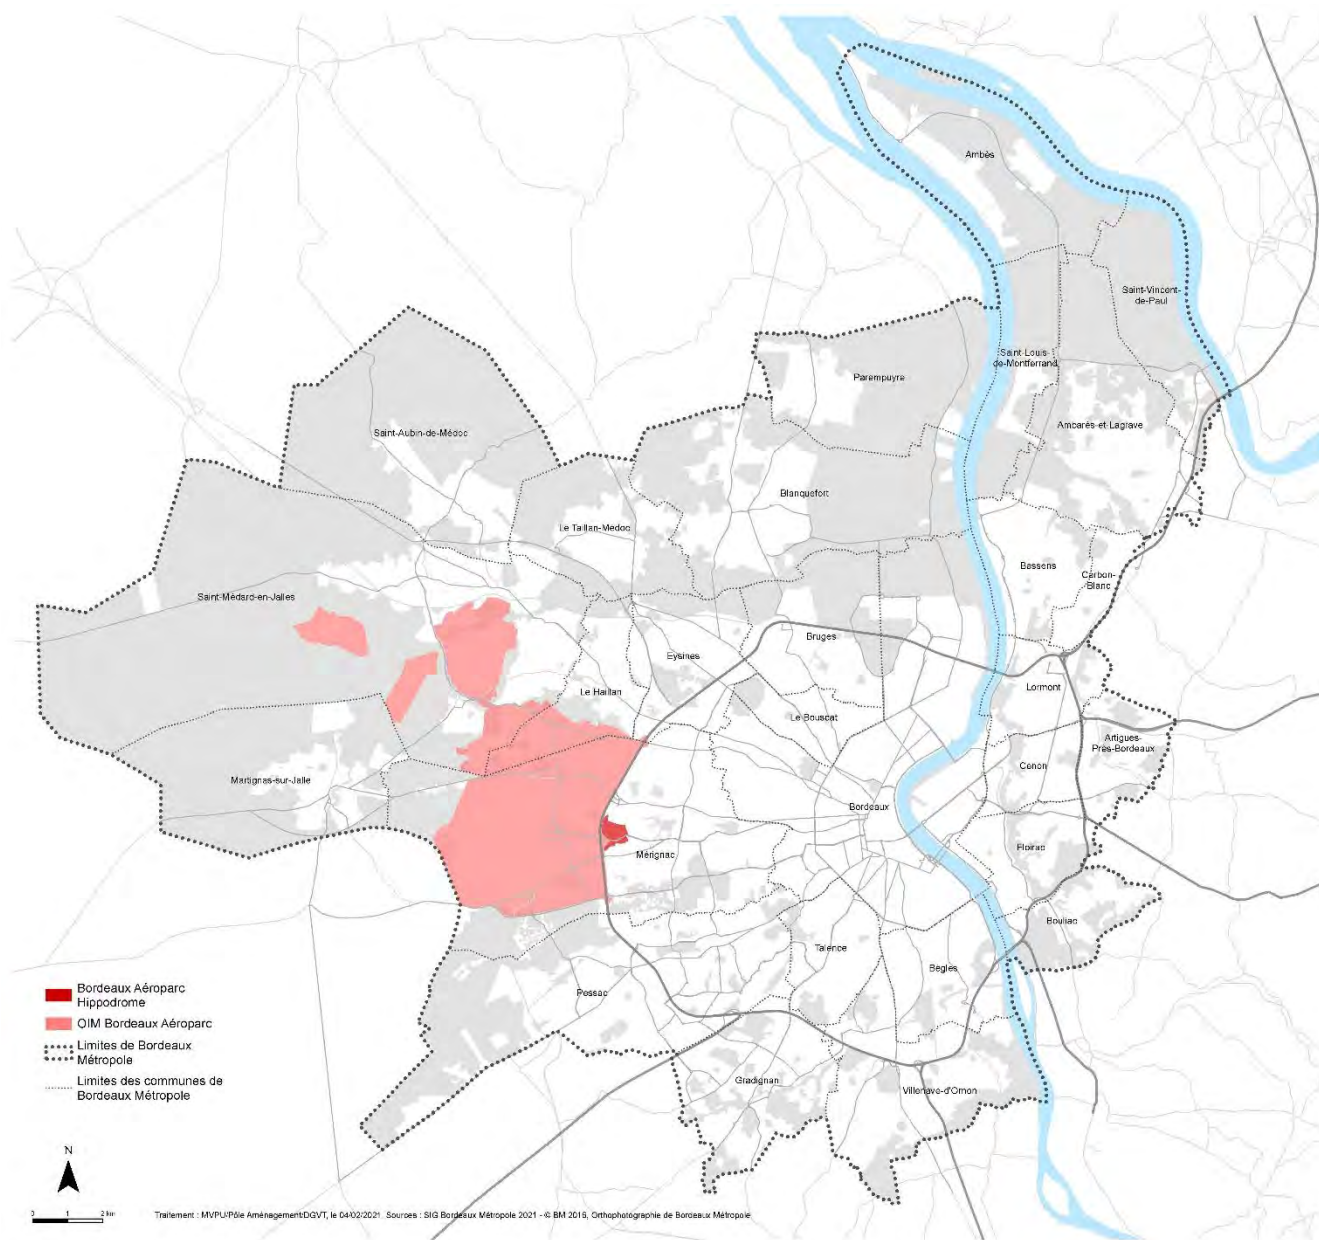 Ambès
Saint-Vincent-
de-Paul
Saint-Louis-
de-Montferrand
Parempuyre
Ambarès-et-Lagrave
Saint-Aubin-de-Médoc
Blanquefort
Le Taillan-Medoc
Bassens
Carbon-
Blanc
Saint-Médard-en-Jalles
Bruges
Eysines
Le Haillan
Lormont
Le Bouscat
Artigues-
Près-Bordeaux
Cenon
Martignas-sur-Jalle
Bordeaux
Floirac
Mérignac
Bouliac
Talence
Begles
Pessac
Gradignan
Villenave-d'Ornon
Bordeaux Aéroparc
Hippodrome
OIM Bordeaux Aéroparc
Limites de Bordeaux
Métropole
Limites des communes de
Bordeaux Métropole
N
0 1 2 km
Traitement : MVPU/Pôle Aménagement/DGVT, le 04/02/2021 Sources : SIG Bordeaux Métropole 2021 - © BM 2016, Orthophotographie de Bordeaux Métropole